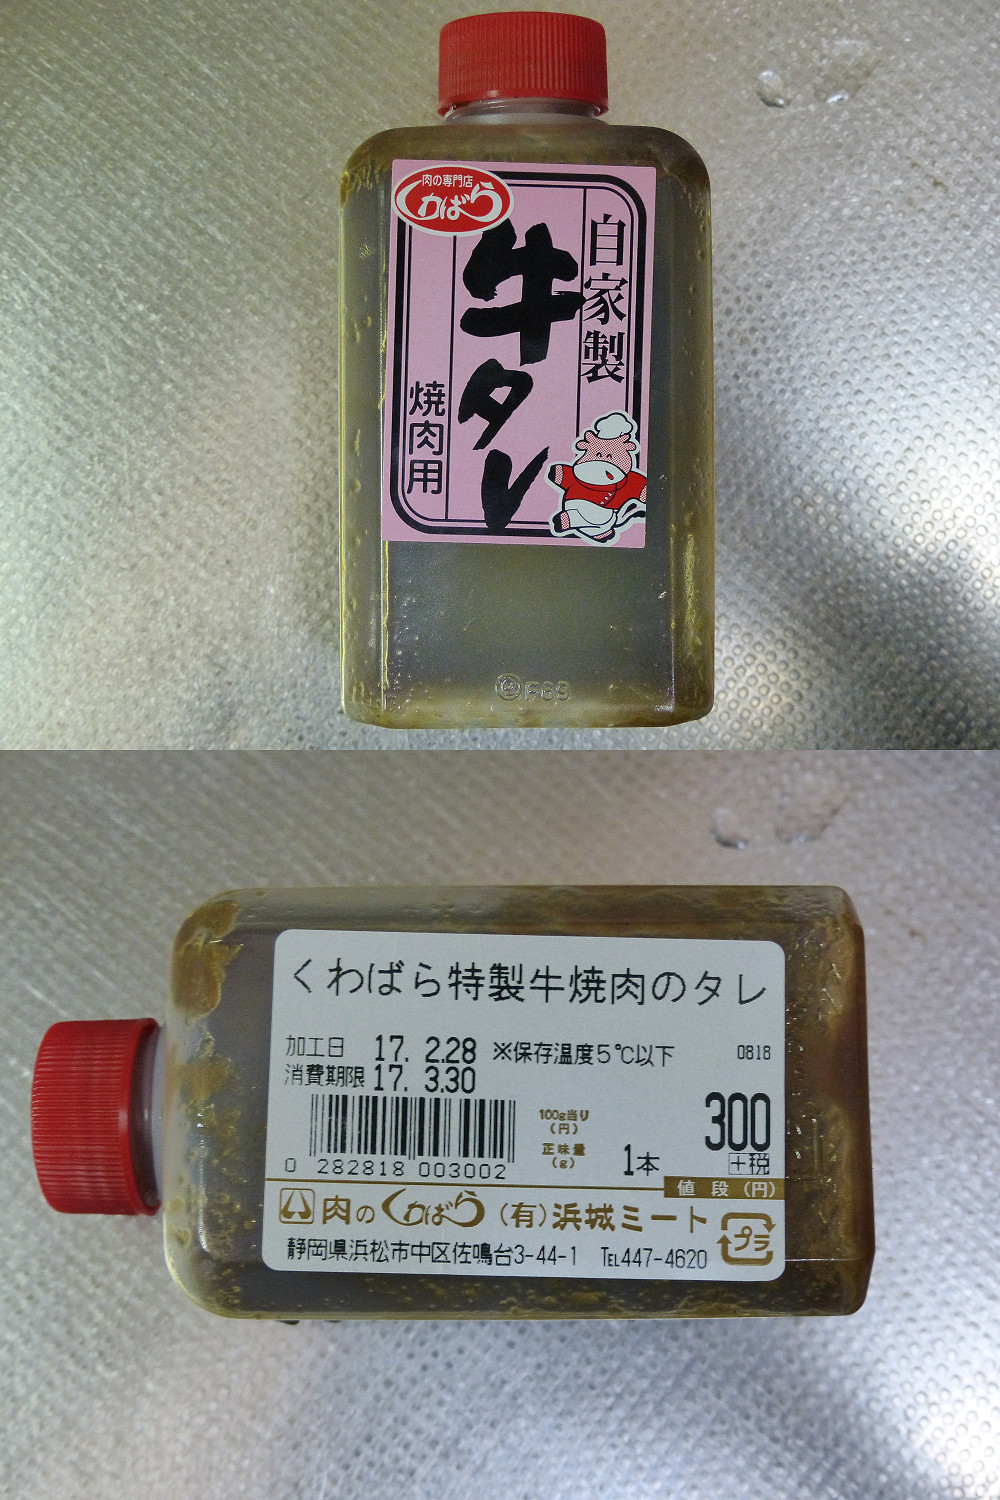 肉の専門店
くわばら
自家製
牛タレ
焼肉用
P69
くわばら特製牛焼肉のタレ
加工日 17. 2.28 ※保存温度5℃以下 0818
消費期限 17. 3.30
0 282818 003002
100g当り
(円)
正味量
(g)
1本
300
+税
値 段 (円)
肉のくわばら (有)浜城ミート
プラ
静岡県浜松市中区佐鳴台3-44-1 TEL447-4620